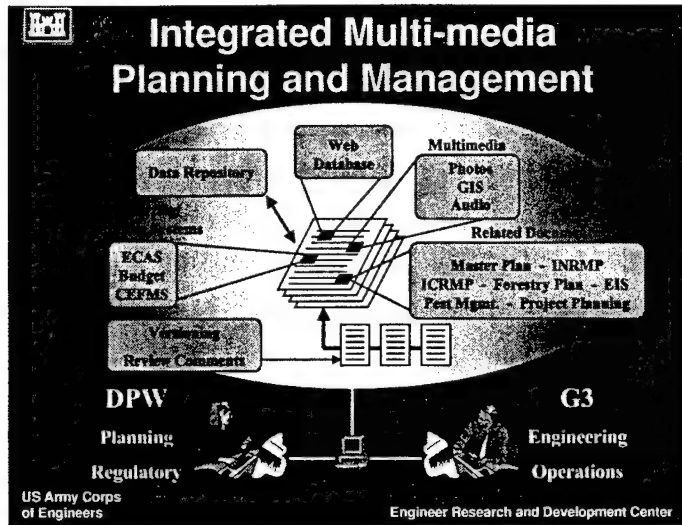 Integrated Multi-media
Planning and Management
Web
Database
Multimedia
Data Repository
Photos
GIS
Audio
Related
ECAS
Budget
CEFMS
Master Plan - INRMP
ICRMP - Forestry Plan - EIS
Pest Mgmt. - Project Planning
Versioning
Review Comments
DPW
G3
Planning
Engineering
Regulatory
Operations
US Army Corps
of Engineers
Engineer Research and Development Center